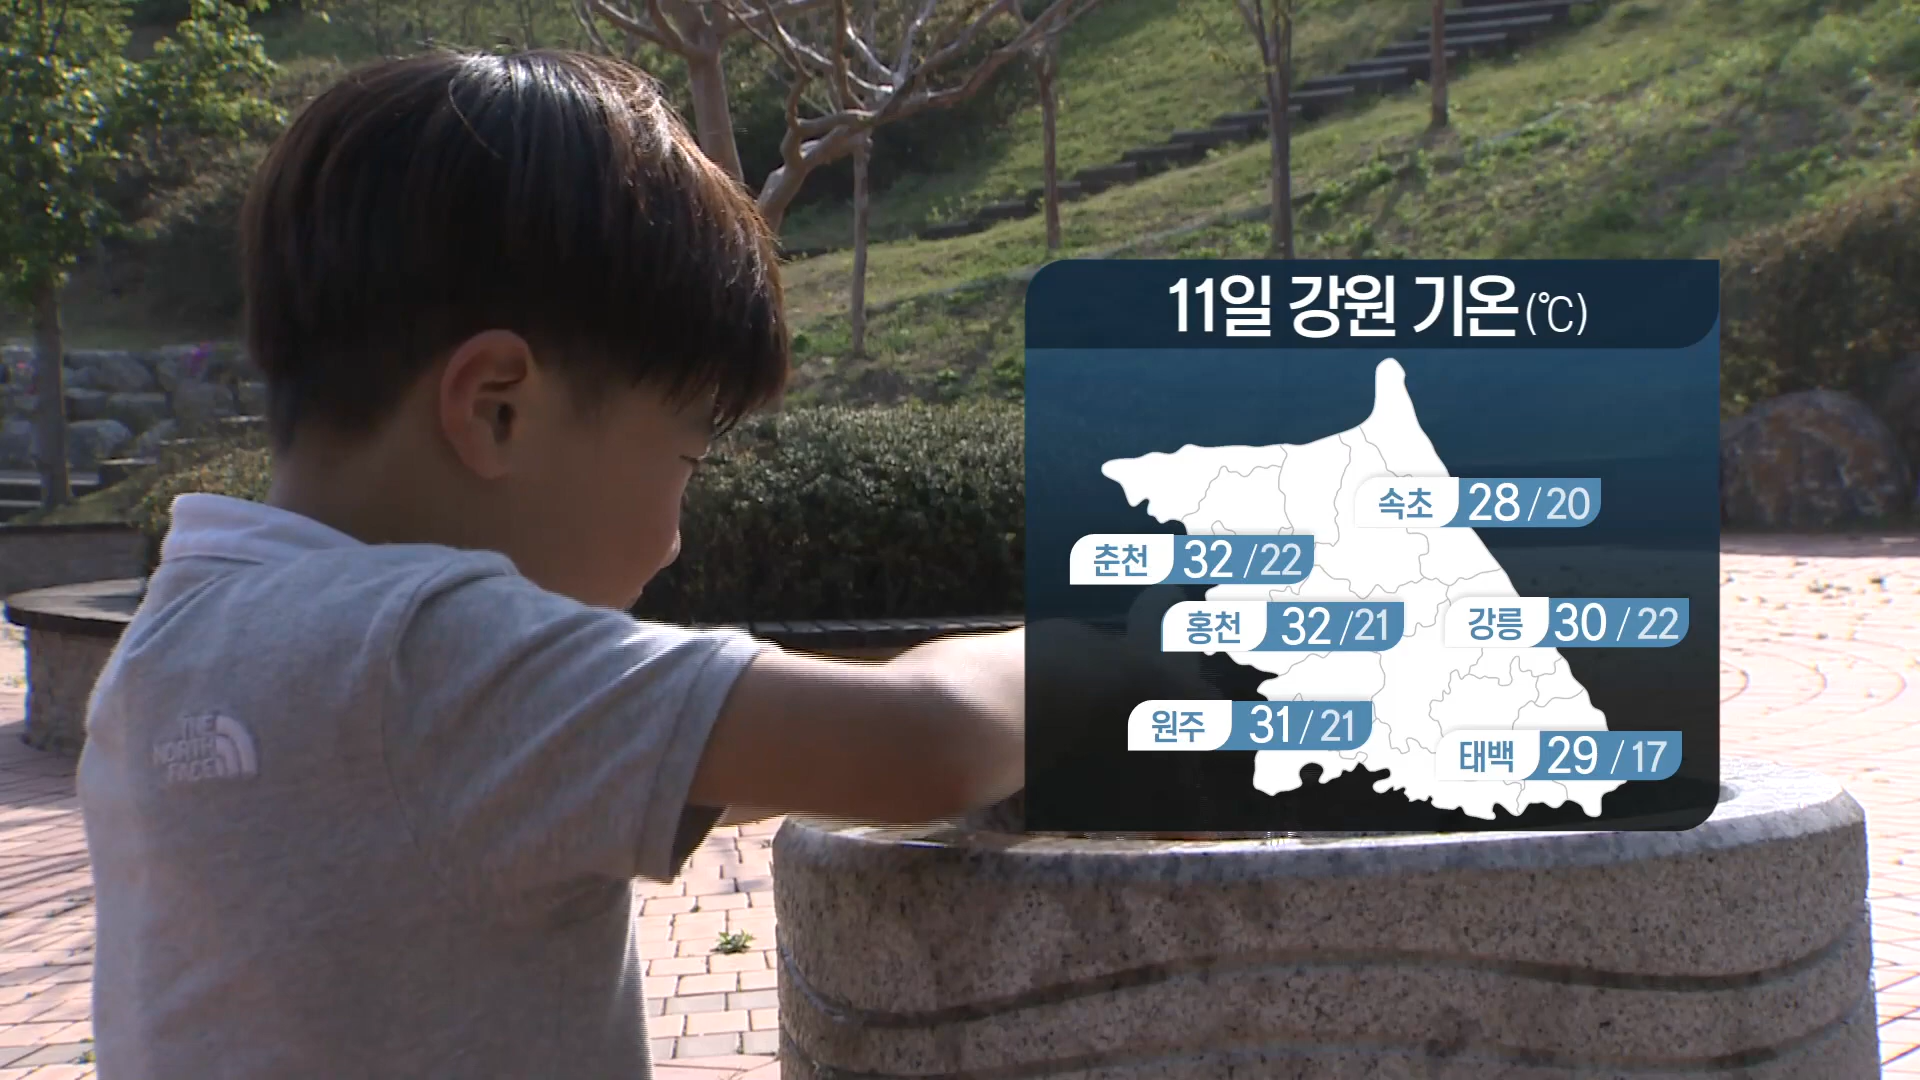 11일 강원 기온(℃)
속초 28/20
춘천 32/22
홍천 32/21
강릉 30/22
원주 31/21
태백 29/17
THE
NORTH
FACE